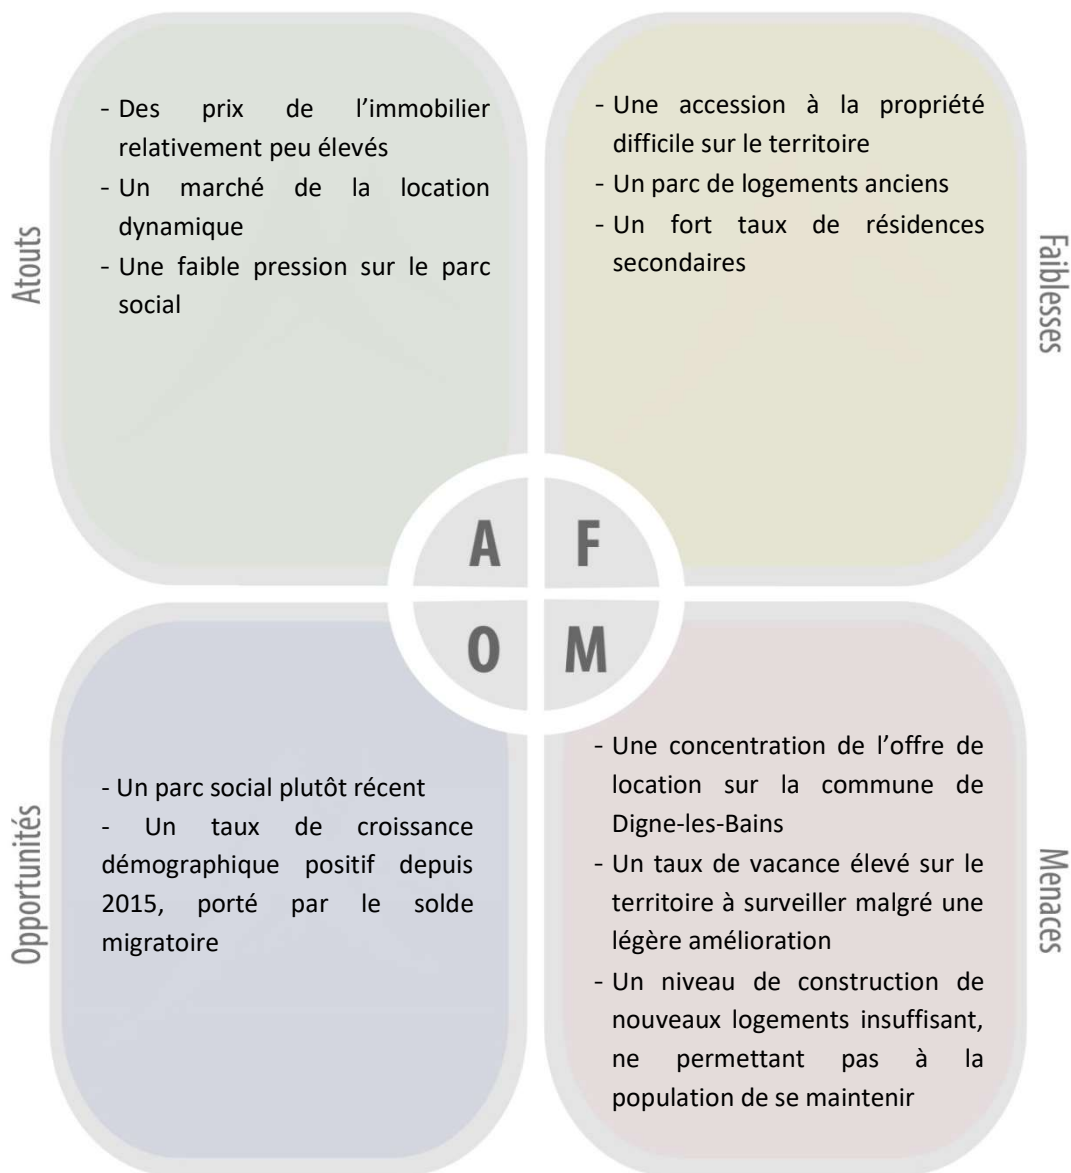 Atouts
- Des prix de l’immobilier
relativement peu élevés
- Un marché de la location
dynamique
- Une faible pression sur le parc
social
Faiblesses
- Une accession à la propriété
difficile sur le territoire
- Un parc de logements anciens
- Un fort taux de résidences
secondaires
A
F
O
M
Opportunités
- Un parc social plutôt récent
- Un taux de croissance
démographique positif depuis
2015, porté par le solde
migratoire
Menaces
- Une concentration de l’offre de
location sur la commune de
Digne-les-Bains
- Un taux de vacance élevé sur le
territoire à surveiller malgré une
légère amélioration
- Un niveau de construction de
nouveaux logements insuffisant,
ne permettant pas à la
population de se maintenir